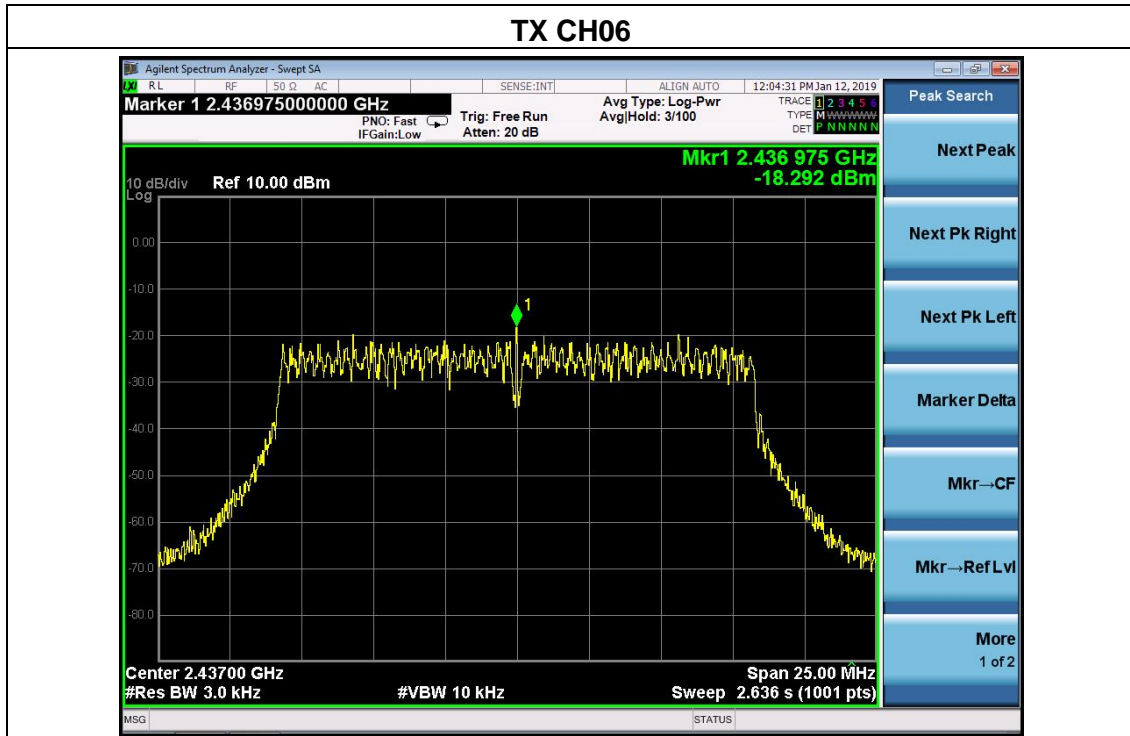 TX CH06
Agilent Spectrum Analyzer - Swept SA
LXI RL RF 50 Ω AC SENSE:INT ALIGN AUTO 12:04:31 PM Jan 12, 2019
Marker 1 2.436975000000 GHz
PNO: Fast
IFGain:Low
Trig: Free Run
Atten: 20 dB
Avg Type: Log-Pwr
Avg|Hold: 3/100
TRACE 1 2 3 4 5 6
TYPE M WWWWW
DET P N N N N N
Peak Search
Mkr1 2.436 975 GHz
-18.292 dBm
10 dB/div Ref 10.00 dBm
Log
0.00
-10.0
-20.0
-30.0
-40.0
-50.0
-60.0
-70.0
-80.0
1
Center 2.43700 GHz Span 25.00 MHz
#Res BW 3.0 kHz #VBW 10 kHz Sweep 2.636 s (1001 pts)
MSG STATUS
Next Peak
Next Pk Right
Next Pk Left
Marker Delta
Mkr→CF
Mkr→Ref Lvl
More
1 of 2